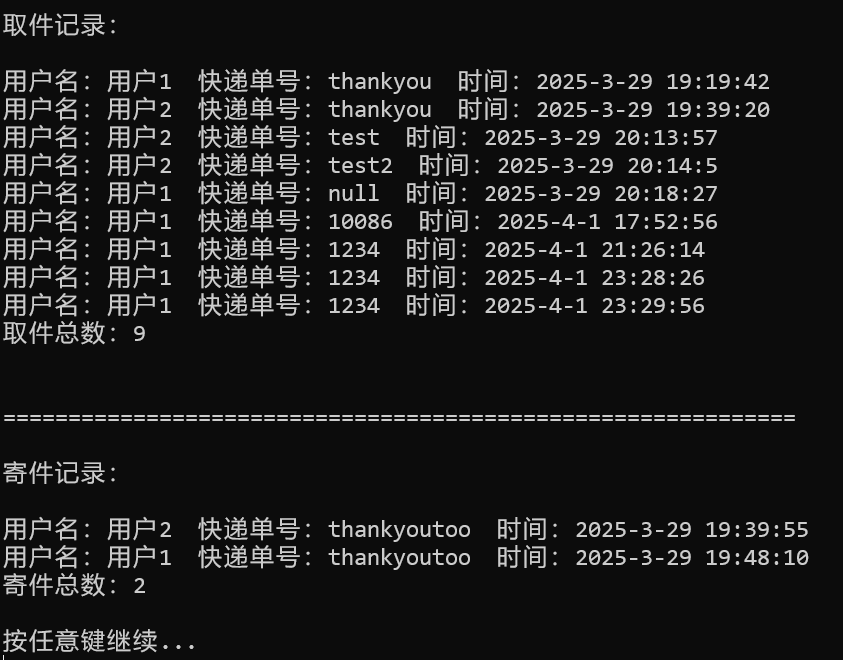 取件记录：
用户名：用户1  快递单号：thankyou  时间：2025-3-29 19:19:42
用户名：用户2  快递单号：thankyou  时间：2025-3-29 19:39:20
用户名：用户2  快递单号：test  时间：2025-3-29 20:13:57
用户名：用户2  快递单号：test2  时间：2025-3-29 20:14:5
用户名：用户1  快递单号：null  时间：2025-3-29 20:18:27
用户名：用户1  快递单号：10086  时间：2025-4-1 17:52:56
用户名：用户1  快递单号：1234  时间：2025-4-1 21:26:14
用户名：用户1  快递单号：1234  时间：2025-4-1 23:28:26
用户名：用户1  快递单号：1234  时间：2025-4-1 23:29:56
取件总数：9
=============================================================
寄件记录：
用户名：用户2  快递单号：thankyoutoo  时间：2025-3-29 19:39:55
用户名：用户1  快递单号：thankyoutoo  时间：2025-3-29 19:48:10
寄件总数：2
按任意键继续...